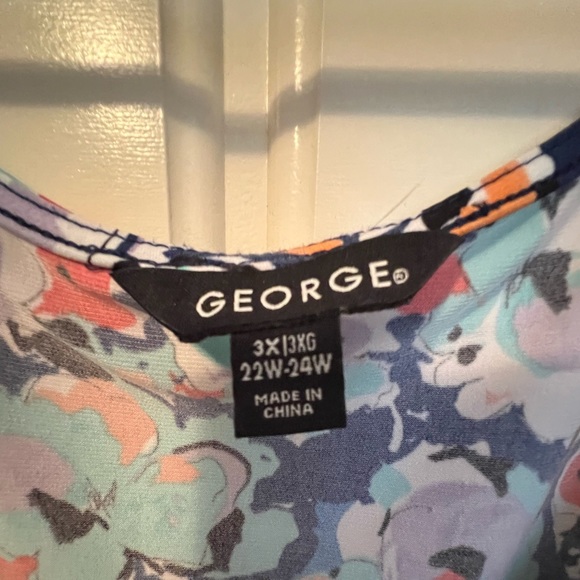 GEORGE®
3X|3XG
22W-24W
MADE IN
CHINA